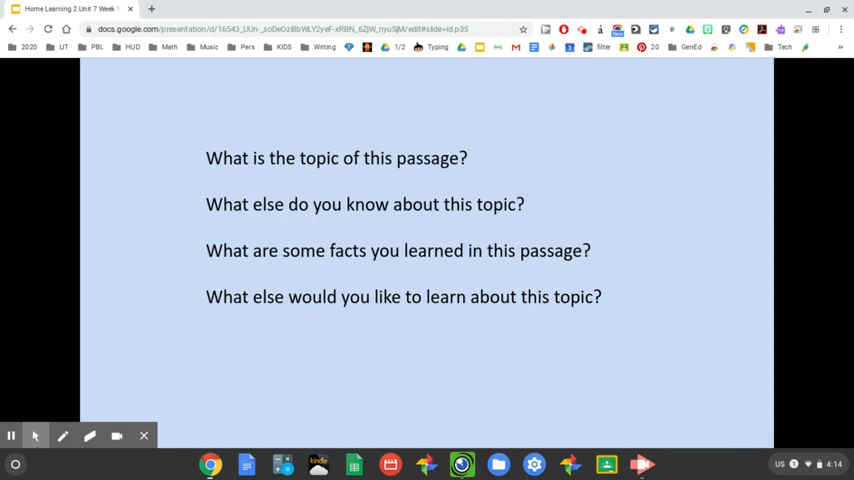 Home Learning 2 Unit 7 Week 1
docs.google.com/presentation/d/16543_UUn-_soDeOzIBbWLY2yeF-xRBN_6ZjW_nyuSJM/edit#slide=id.p35
2020 LIT PBL HUD Math Music Pers KIDS Writing 1/2 Typing filter 20 GenEd Tech »
What is the topic of this passage?
What else do you know about this topic?
What are some facts you learned in this passage?
What else would you like to learn about this topic?
kindle
US 1 4:14